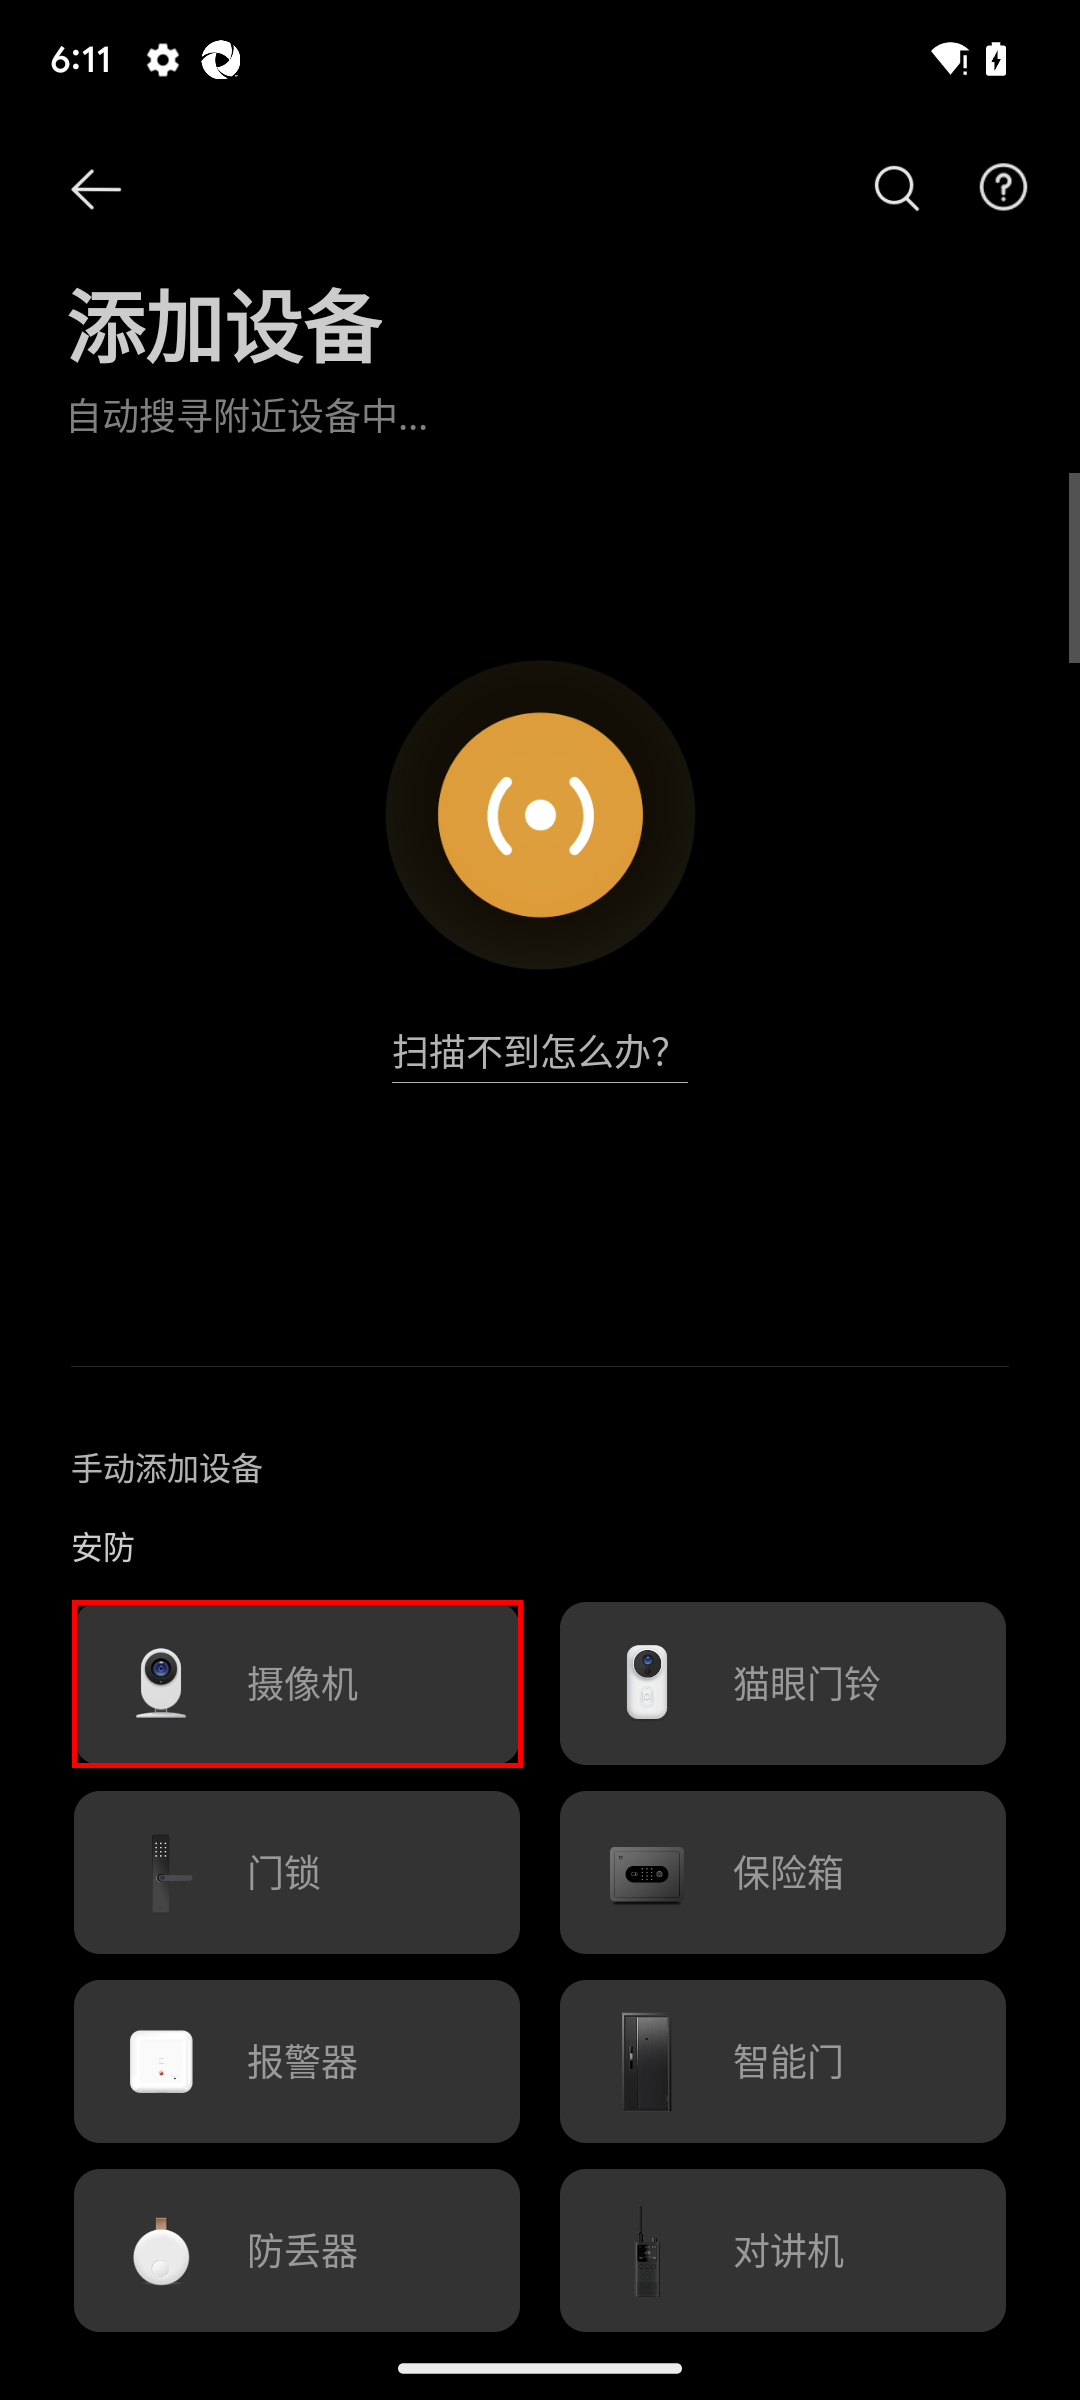 6:11
添加设备
自动搜寻附近设备中...
扫描不到怎么办？
手动添加设备
安防
摄像机
猫眼门铃
门锁
保险箱
报警器
智能门
防丢器
对讲机